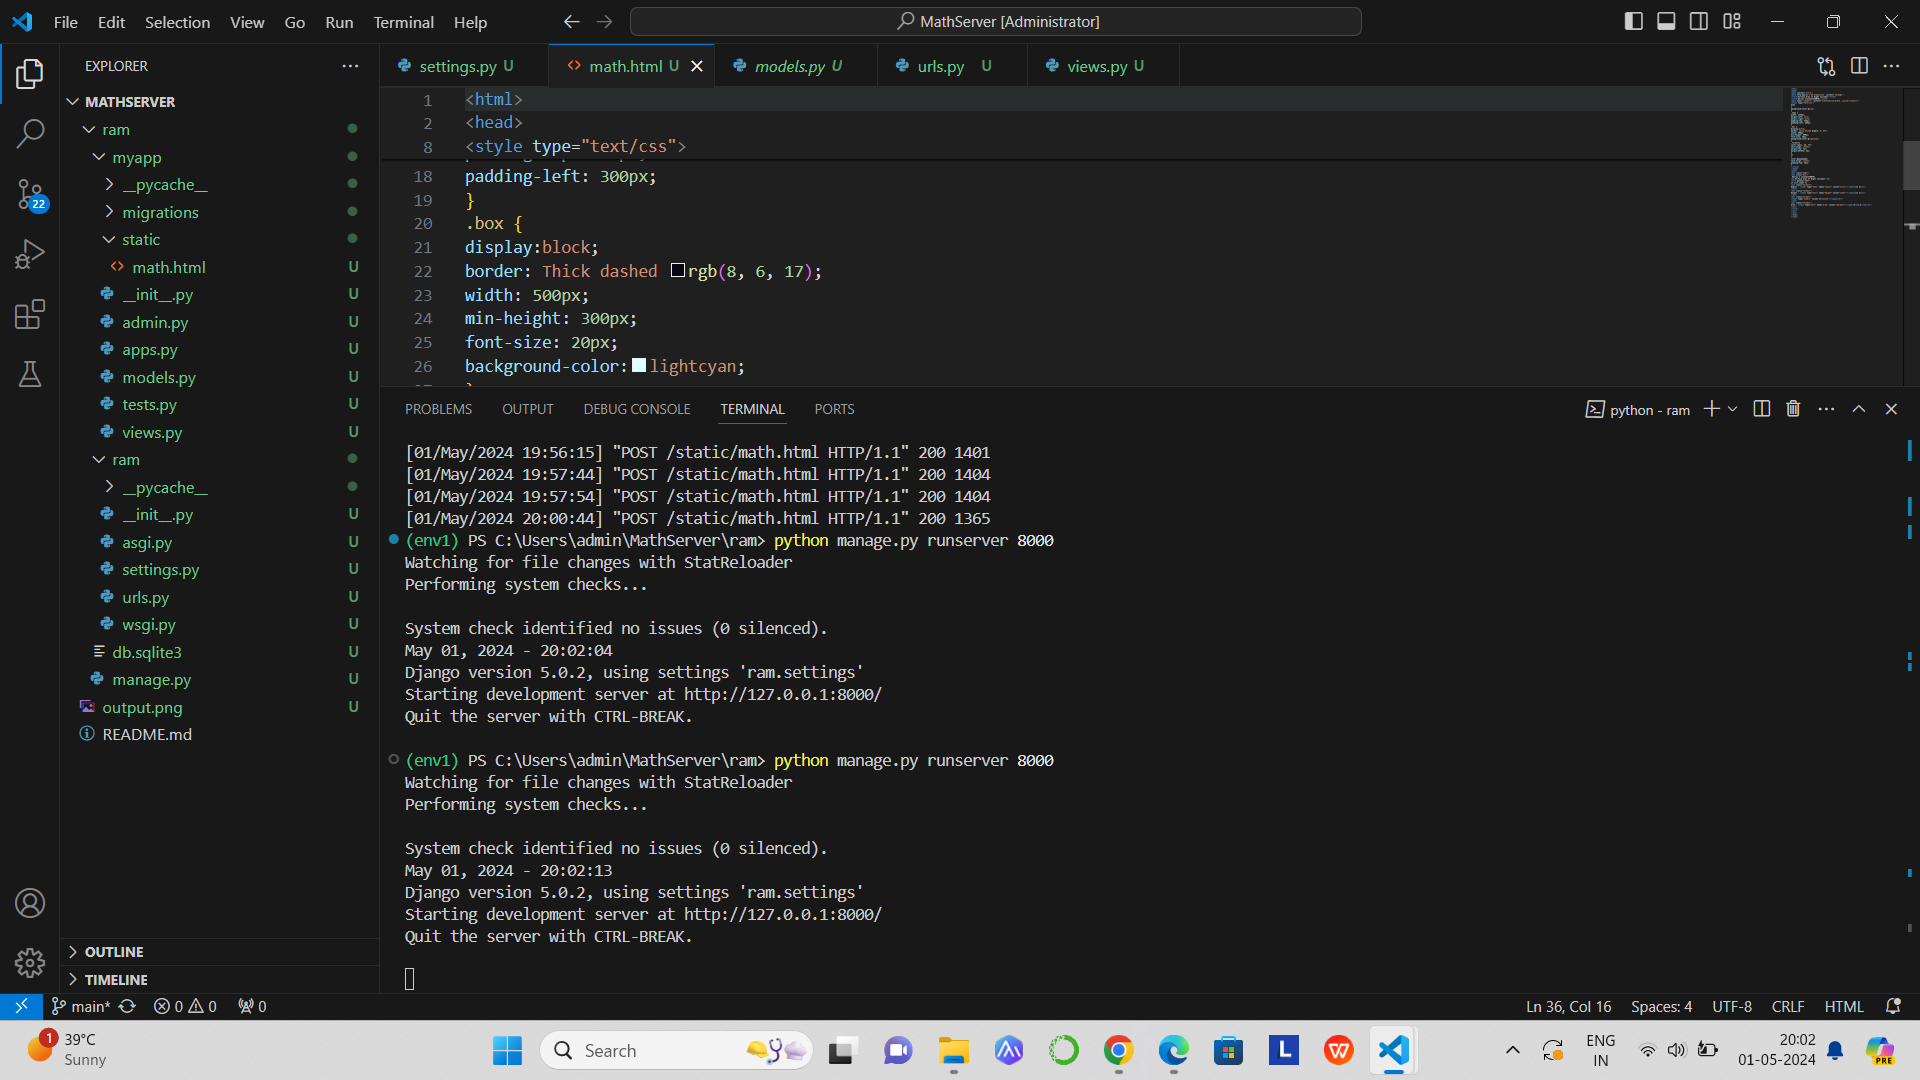 File Edit Selection View Go Run Terminal Help
MathServer [Administrator]
EXPLORER
MATHSERVER
ram
myapp
__pycache__
migrations
static
math.html U
__init__.py U
admin.py U
apps.py U
models.py U
tests.py U
views.py U
ram
__pycache__
__init__.py U
asgi.py U
settings.py U
urls.py U
wsgi.py U
db.sqlite3 U
manage.py U
output.png U
README.md
OUTLINE
TIMELINE
22
settings.py U math.html U models.py U urls.py U views.py U
1 <html>
2 <head>
8 <style type="text/css">
18 padding-left: 300px;
19 }
20 .box {
21 display:block;
22 border: Thick dashed rgb(8, 6, 17);
23 width: 500px;
24 min-height: 300px;
25 font-size: 20px;
26 background-color: lightcyan;
PROBLEMS OUTPUT DEBUG CONSOLE TERMINAL PORTS
python - ram
[01/May/2024 19:56:15] "POST /static/math.html HTTP/1.1" 200 1401
[01/May/2024 19:57:44] "POST /static/math.html HTTP/1.1" 200 1404
[01/May/2024 19:57:54] "POST /static/math.html HTTP/1.1" 200 1404
[01/May/2024 20:00:44] "POST /static/math.html HTTP/1.1" 200 1365
(env1) PS C:\Users\admin\MathServer\ram> python manage.py runserver 8000
Watching for file changes with StatReloader
Performing system checks...
System check identified no issues (0 silenced).
May 01, 2024 - 20:02:04
Django version 5.0.2, using settings 'ram.settings'
Starting development server at http://127.0.0.1:8000/
Quit the server with CTRL-BREAK.
(env1) PS C:\Users\admin\MathServer\ram> python manage.py runserver 8000
Watching for file changes with StatReloader
Performing system checks...
System check identified no issues (0 silenced).
May 01, 2024 - 20:02:13
Django version 5.0.2, using settings 'ram.settings'
Starting development server at http://127.0.0.1:8000/
Quit the server with CTRL-BREAK.
main* 0 0 0
Ln 36, Col 16 Spaces: 4 UTF-8 CRLF HTML
1 39°C
Sunny
Search
L
W
ENG
IN
20:02
01-05-2024
PRE